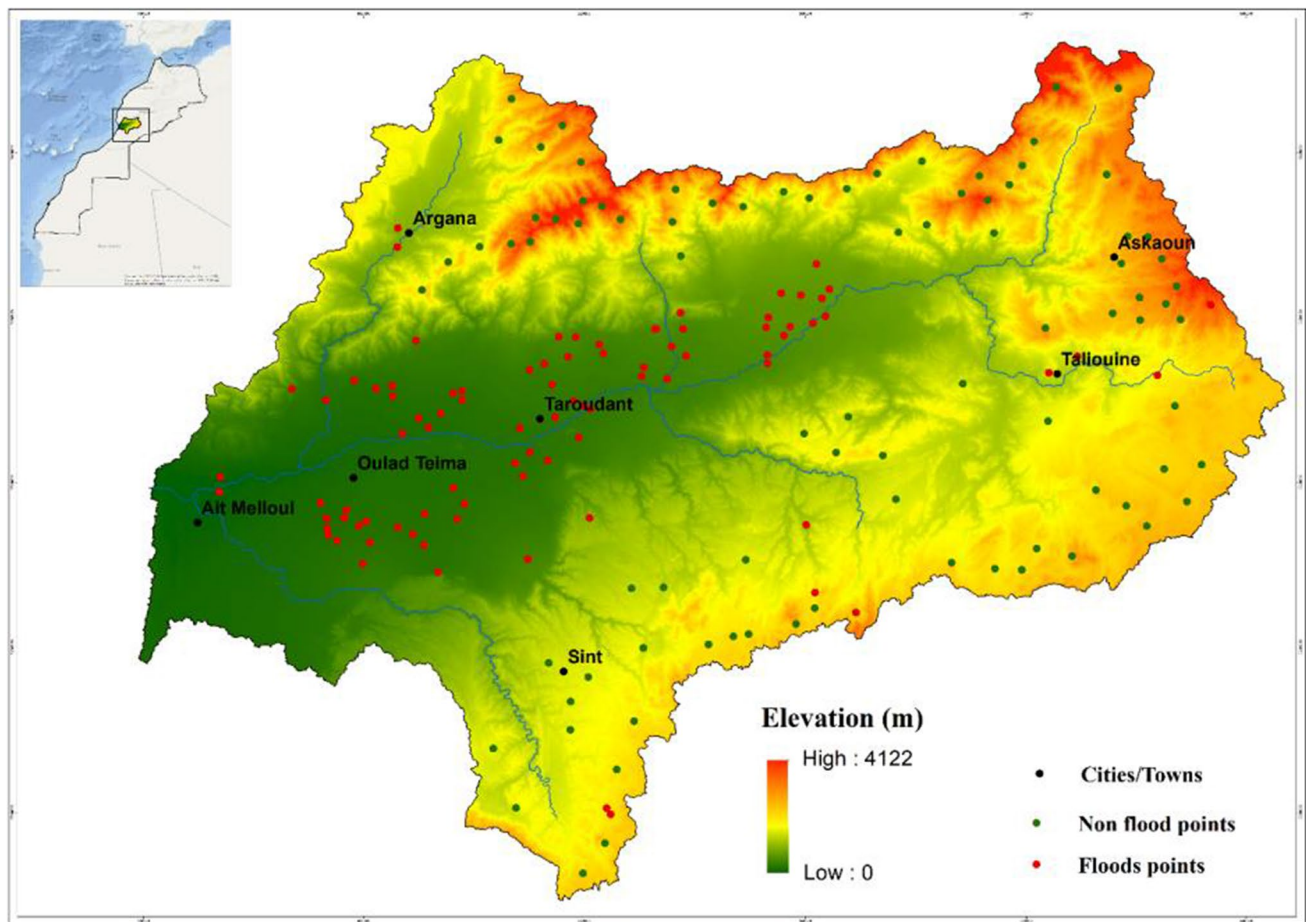 Argana
Askaoun
Taliouine
Taroudant
Oulad Teima
Ait Melloul
Sint
Elevation (m)
High : 4122
Low : 0
Cities/Towns
Non flood points
Floods points